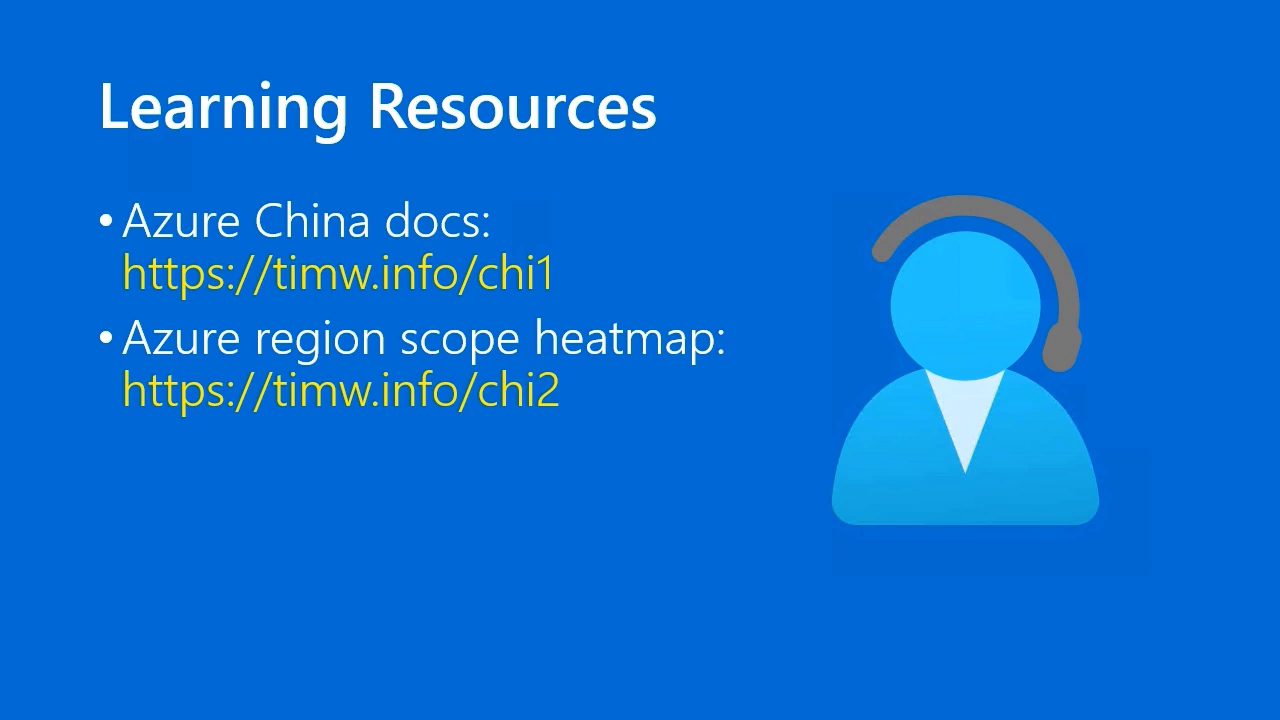 Learning Resources
• Azure China docs:
https://timw.info/chi1
• Azure region scope heatmap:
https://timw.info/chi2